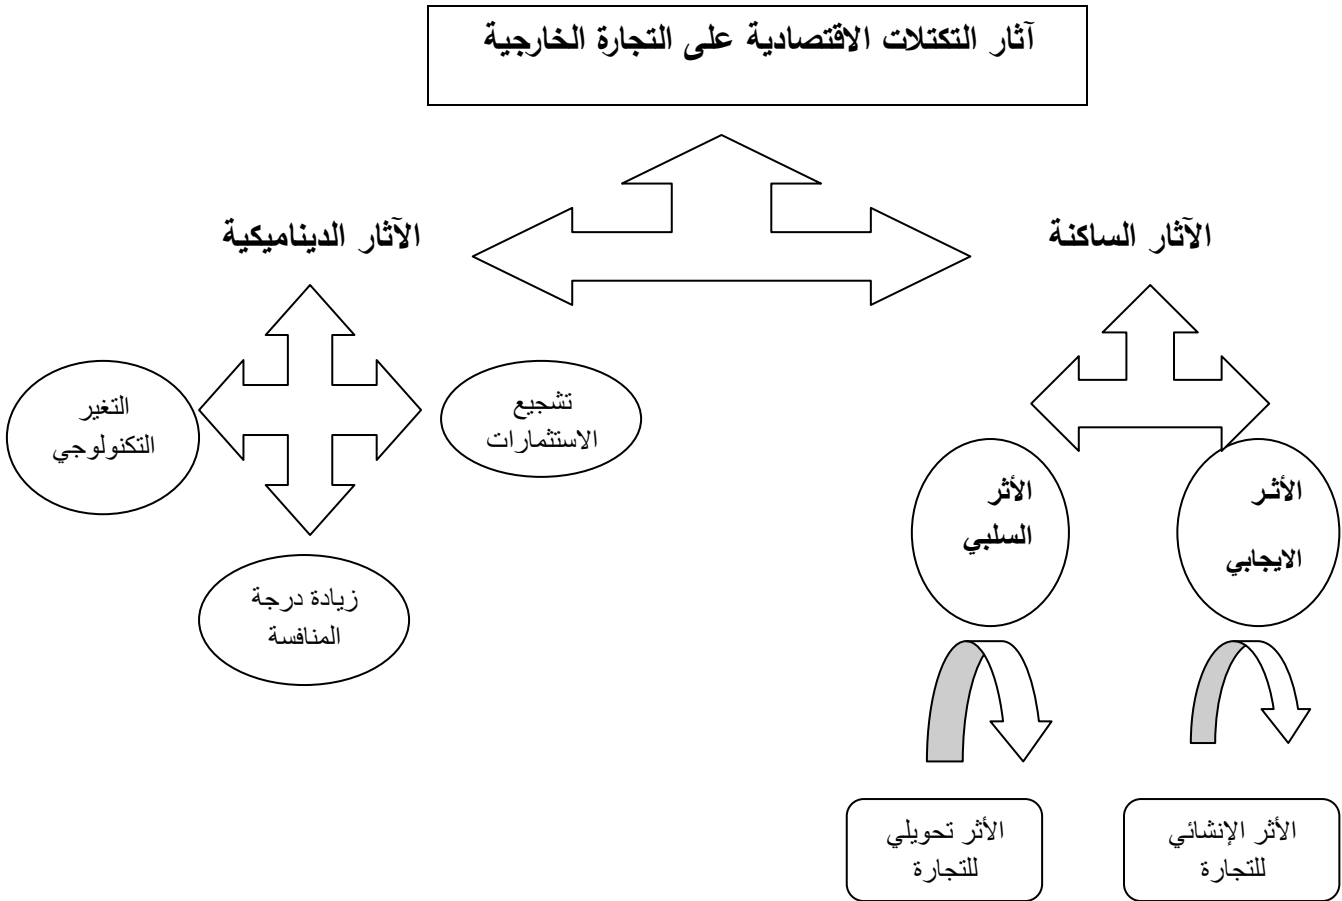 آثار التكتلات الاقتصادية على التجارة الخارجية
الآثار الساكنة
الآثار الديناميكية
الأثر
الايجابي
الأثر
السلبي
تشجيع
الاستثمارات
التغير
التكنولوجي
زيادة درجة
المنافسة
الأثر الإنشائي
للتجارة
الأثر تحويلي
للتجارة